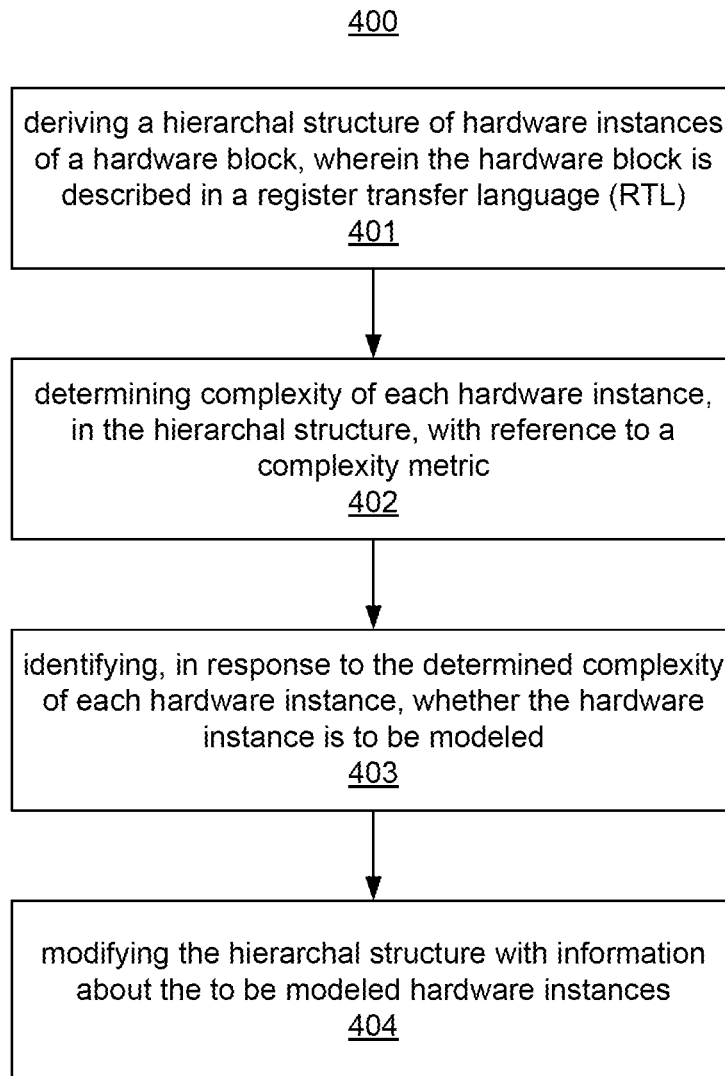 400
deriving a hierarchal structure of hardware instances
of a hardware block, wherein the hardware block is
described in a register transfer language (RTL)
401
determining complexity of each hardware instance,
in the hierarchal structure, with reference to a
complexity metric
402
identifying, in response to the determined complexity
of each hardware instance, whether the hardware
instance is to be modeled
403
modifying the hierarchal structure with information
about the to be modeled hardware instances
404